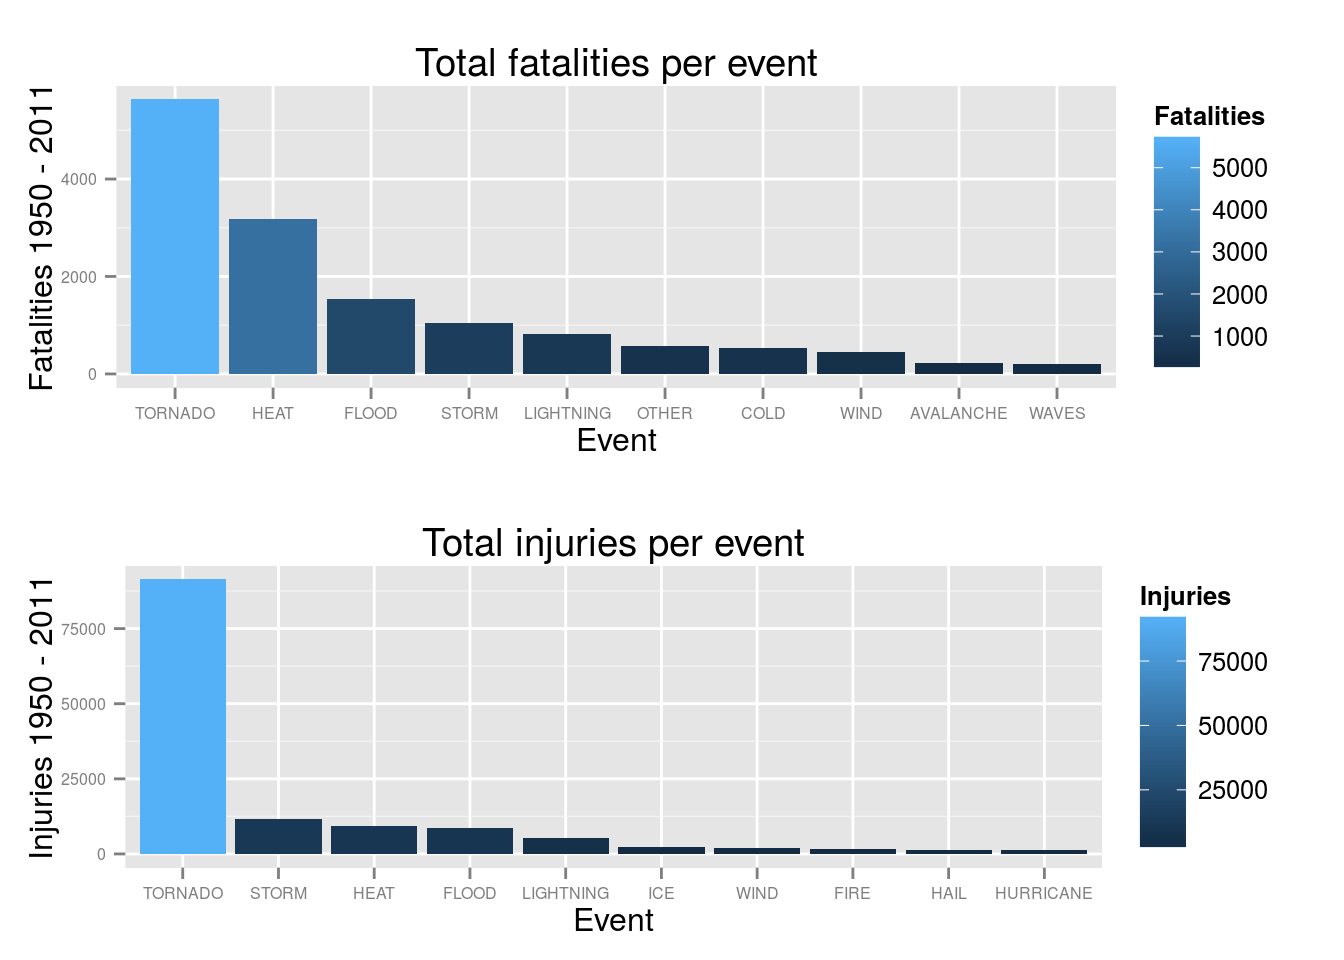 Total fatalities per event
Fatalities 1950 - 2011
4000
2000
0
TORNADO HEAT FLOOD STORM LIGHTNING OTHER COLD WIND AVALANCHE WAVES
Event
Fatalities
5000
4000
3000
2000
1000
Total injuries per event
Injuries 1950 - 2011
75000
50000
25000
0
TORNADO STORM HEAT FLOOD LIGHTNING ICE WIND FIRE HAIL HURRICANE
Event
Injuries
75000
50000
25000